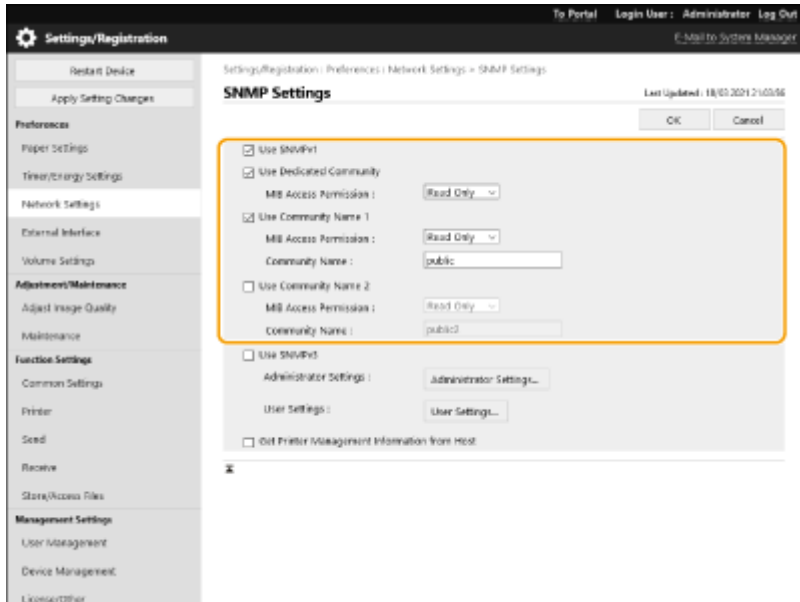 To Portal Login User : Administrator Log Out
Settings/Registration
E-Mail to System Manager
Restart Device
Apply Setting Changes
Preferences
Paper Settings
Timer/Energy Settings
Network Settings
External Interface
Volume Settings
Adjustment/Maintenance
Adjust Image Quality
Maintenance
Function Settings
Common Settings
Printer
Send
Receive
Store/Access Files
Management Settings
User Management
Device Management
License/Other
Settings/Registration : Preferences : Network Settings > SNMP Settings
SNMP Settings
Last Updated : 18/03 2021 21:03:56
OK Cancel
Use SNMPv1
Use Dedicated Community
MIB Access Permission : Read Only
Use Community Name 1
MIB Access Permission : Read Only
Community Name : public
Use Community Name 2
MIB Access Permission : Read Only
Community Name : public2
Use SNMPv3
Administrator Settings : Administrator Settings...
User Settings : User Settings...
Get Printer Management Information from Host